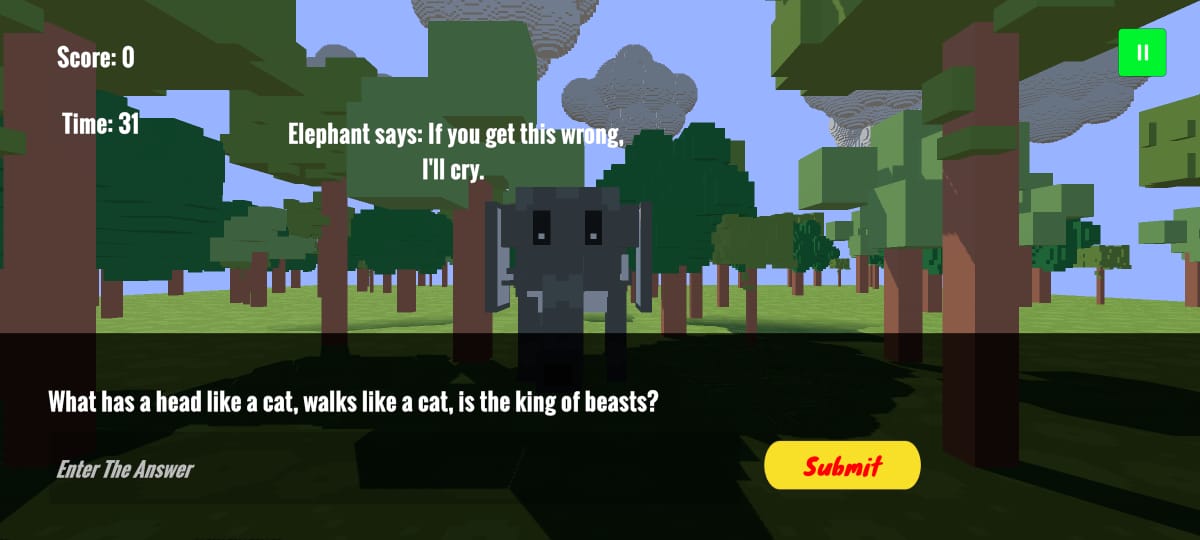 Score: 0
Time: 31
Elephant says: If you get this wrong,
I'll cry.
What has a head like a cat, walks like a cat, is the king of beasts?
Enter The Answer
Submit